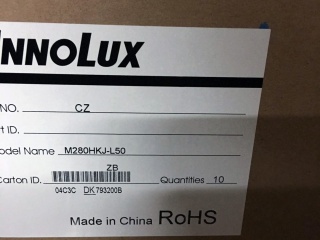 INNOLUX
NO. CZ
t ID.
odel Name M280HKJ-L50
ZB
Carton ID. Quantities 10
04C3C DK793200B
Made in China RoHS